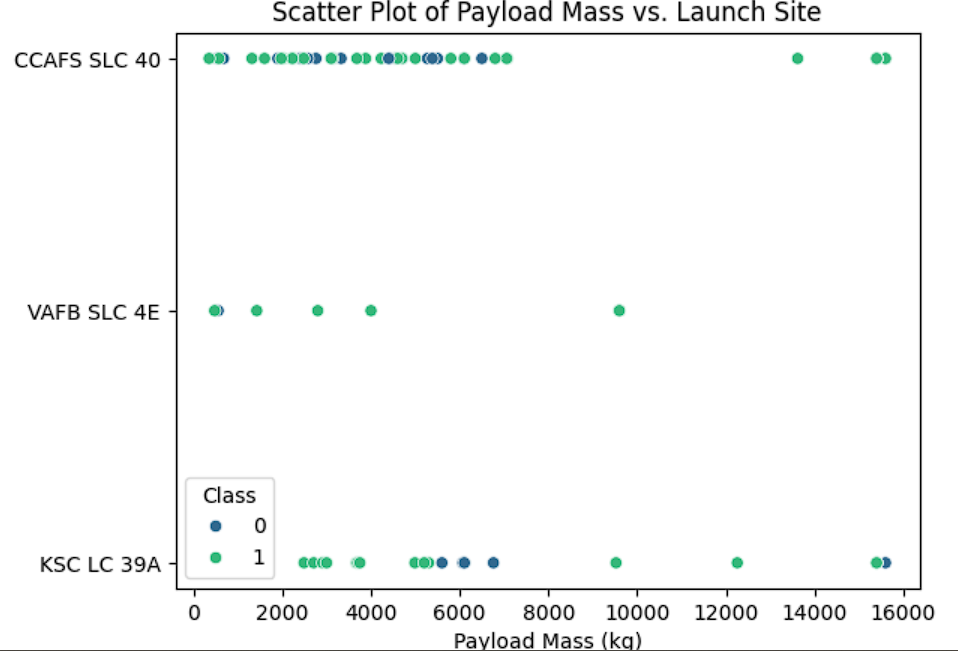 Scatter Plot of Payload Mass vs. Launch Site
CCAFS SLC 40
VAFB SLC 4E
KSC LC 39A
Class
0
1
0 2000 4000 6000 8000 10000 12000 14000 16000
Payload Mass (kg)